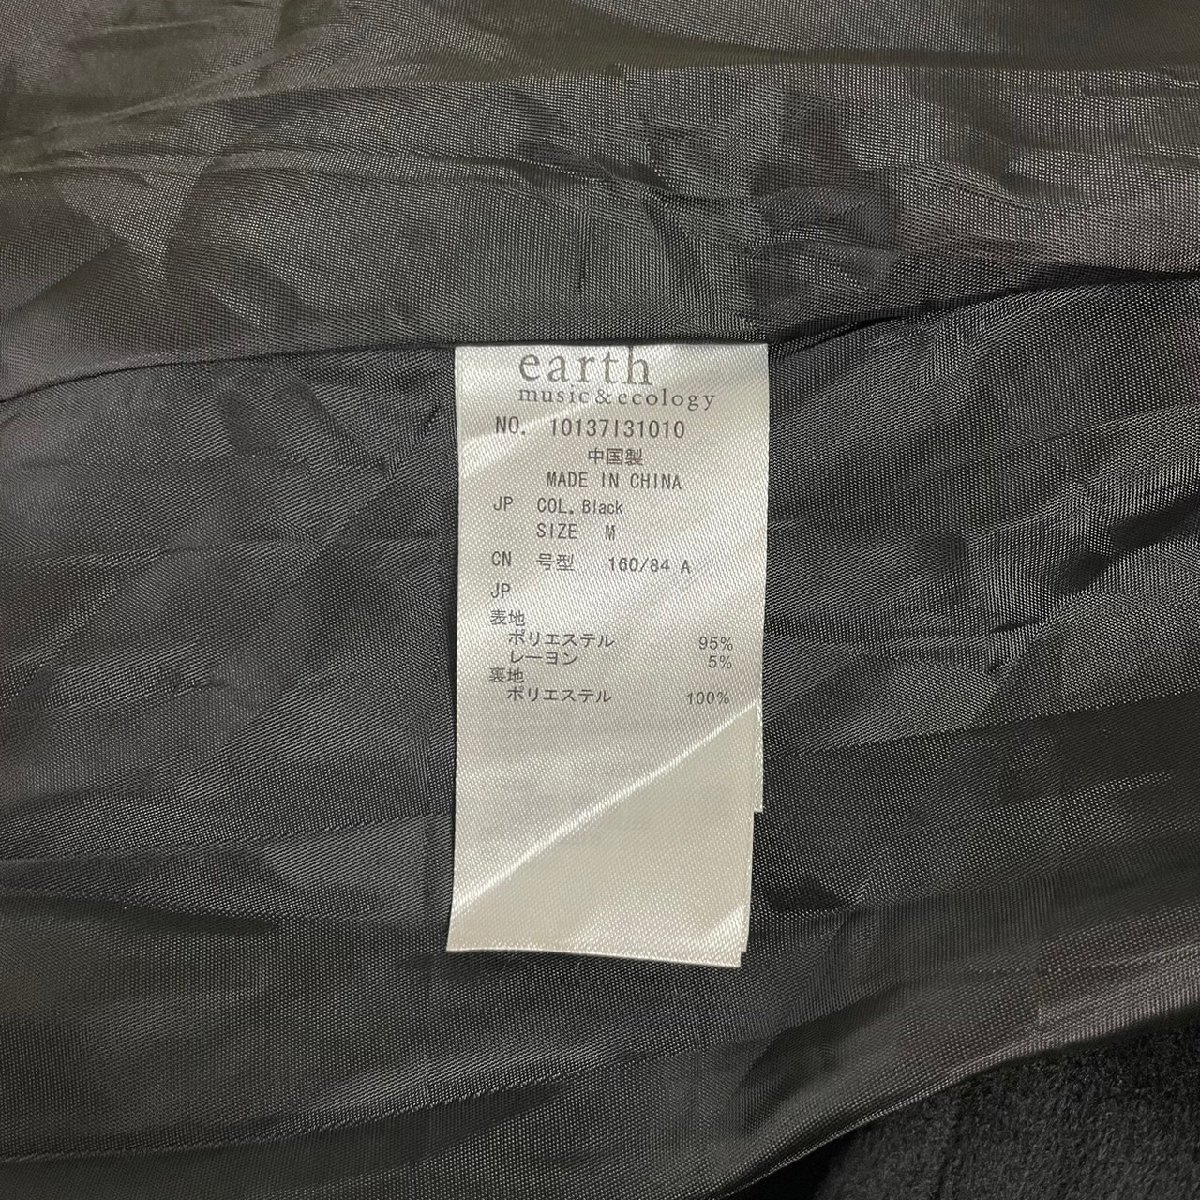 earth
music&ecology
NO. 10137131010
中国製
MADE IN CHINA
JP COL. Black
SIZE M
CN 号型 160/84 A
JP
表地
ポリエステル 95%
レーヨン 5%
裏地
ポリエステル 100%